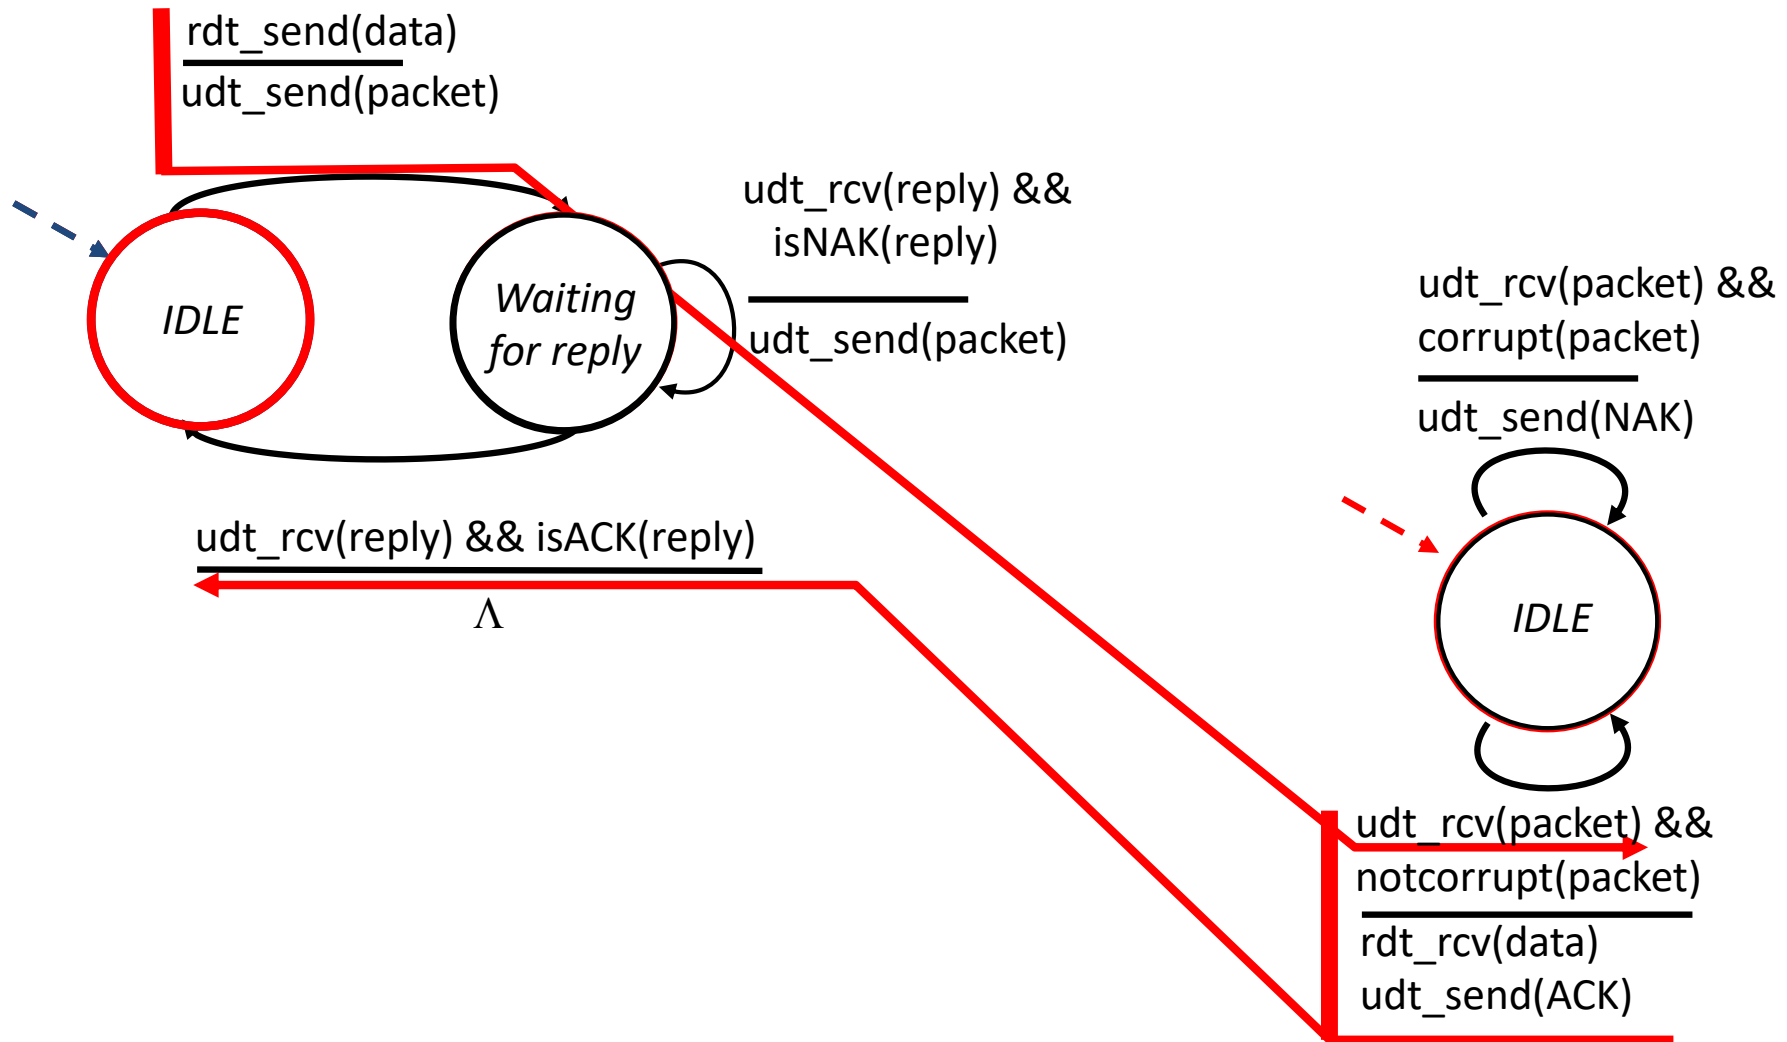 rdt_send(data)
udt_send(packet)
udt_rcv(reply) &&
isNAK(reply)
udt_send(packet)
IDLE
Waiting
for reply
udt_rcv(reply) && isACK(reply)
Λ
udt_rcv(packet) &&
corrupt(packet)
udt_send(NAK)
IDLE
udt_rcv(packet) &&
notcorrupt(packet)
rdt_rcv(data)
udt_send(ACK)